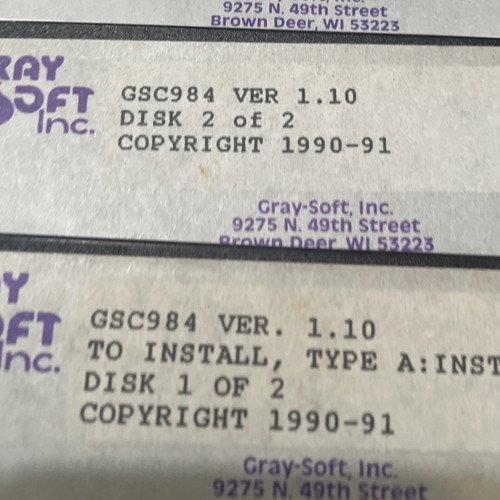 9275 N. 49th Street
Brown Deer, WI 53223
RAY
SOFT
Inc.
GSC984 VER 1.10
DISK 2 of 2
COPYRIGHT 1990-91
Gray-Soft, Inc.
9275 N. 49th Street
Brown Deer, WI 53223
Y
OFT
Inc.
GSC984 VER. 1.10
TO INSTALL, TYPE A:INST
DISK 1 OF 2
COPYRIGHT 1990-91
Gray-Soft, Inc.
9275 N. 49th Street